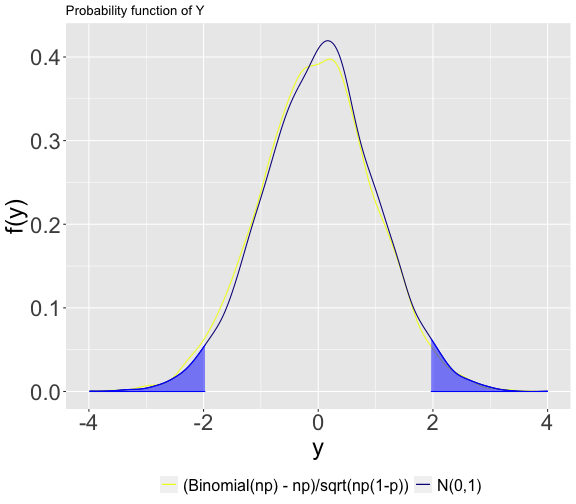 Probability function of Y
f(y)
0.4
0.3
0.2
0.1
0.0
-4 -2 0 2 4
y
(Binomial(np) - np)/sqrt(np(1-p)) N(0,1)